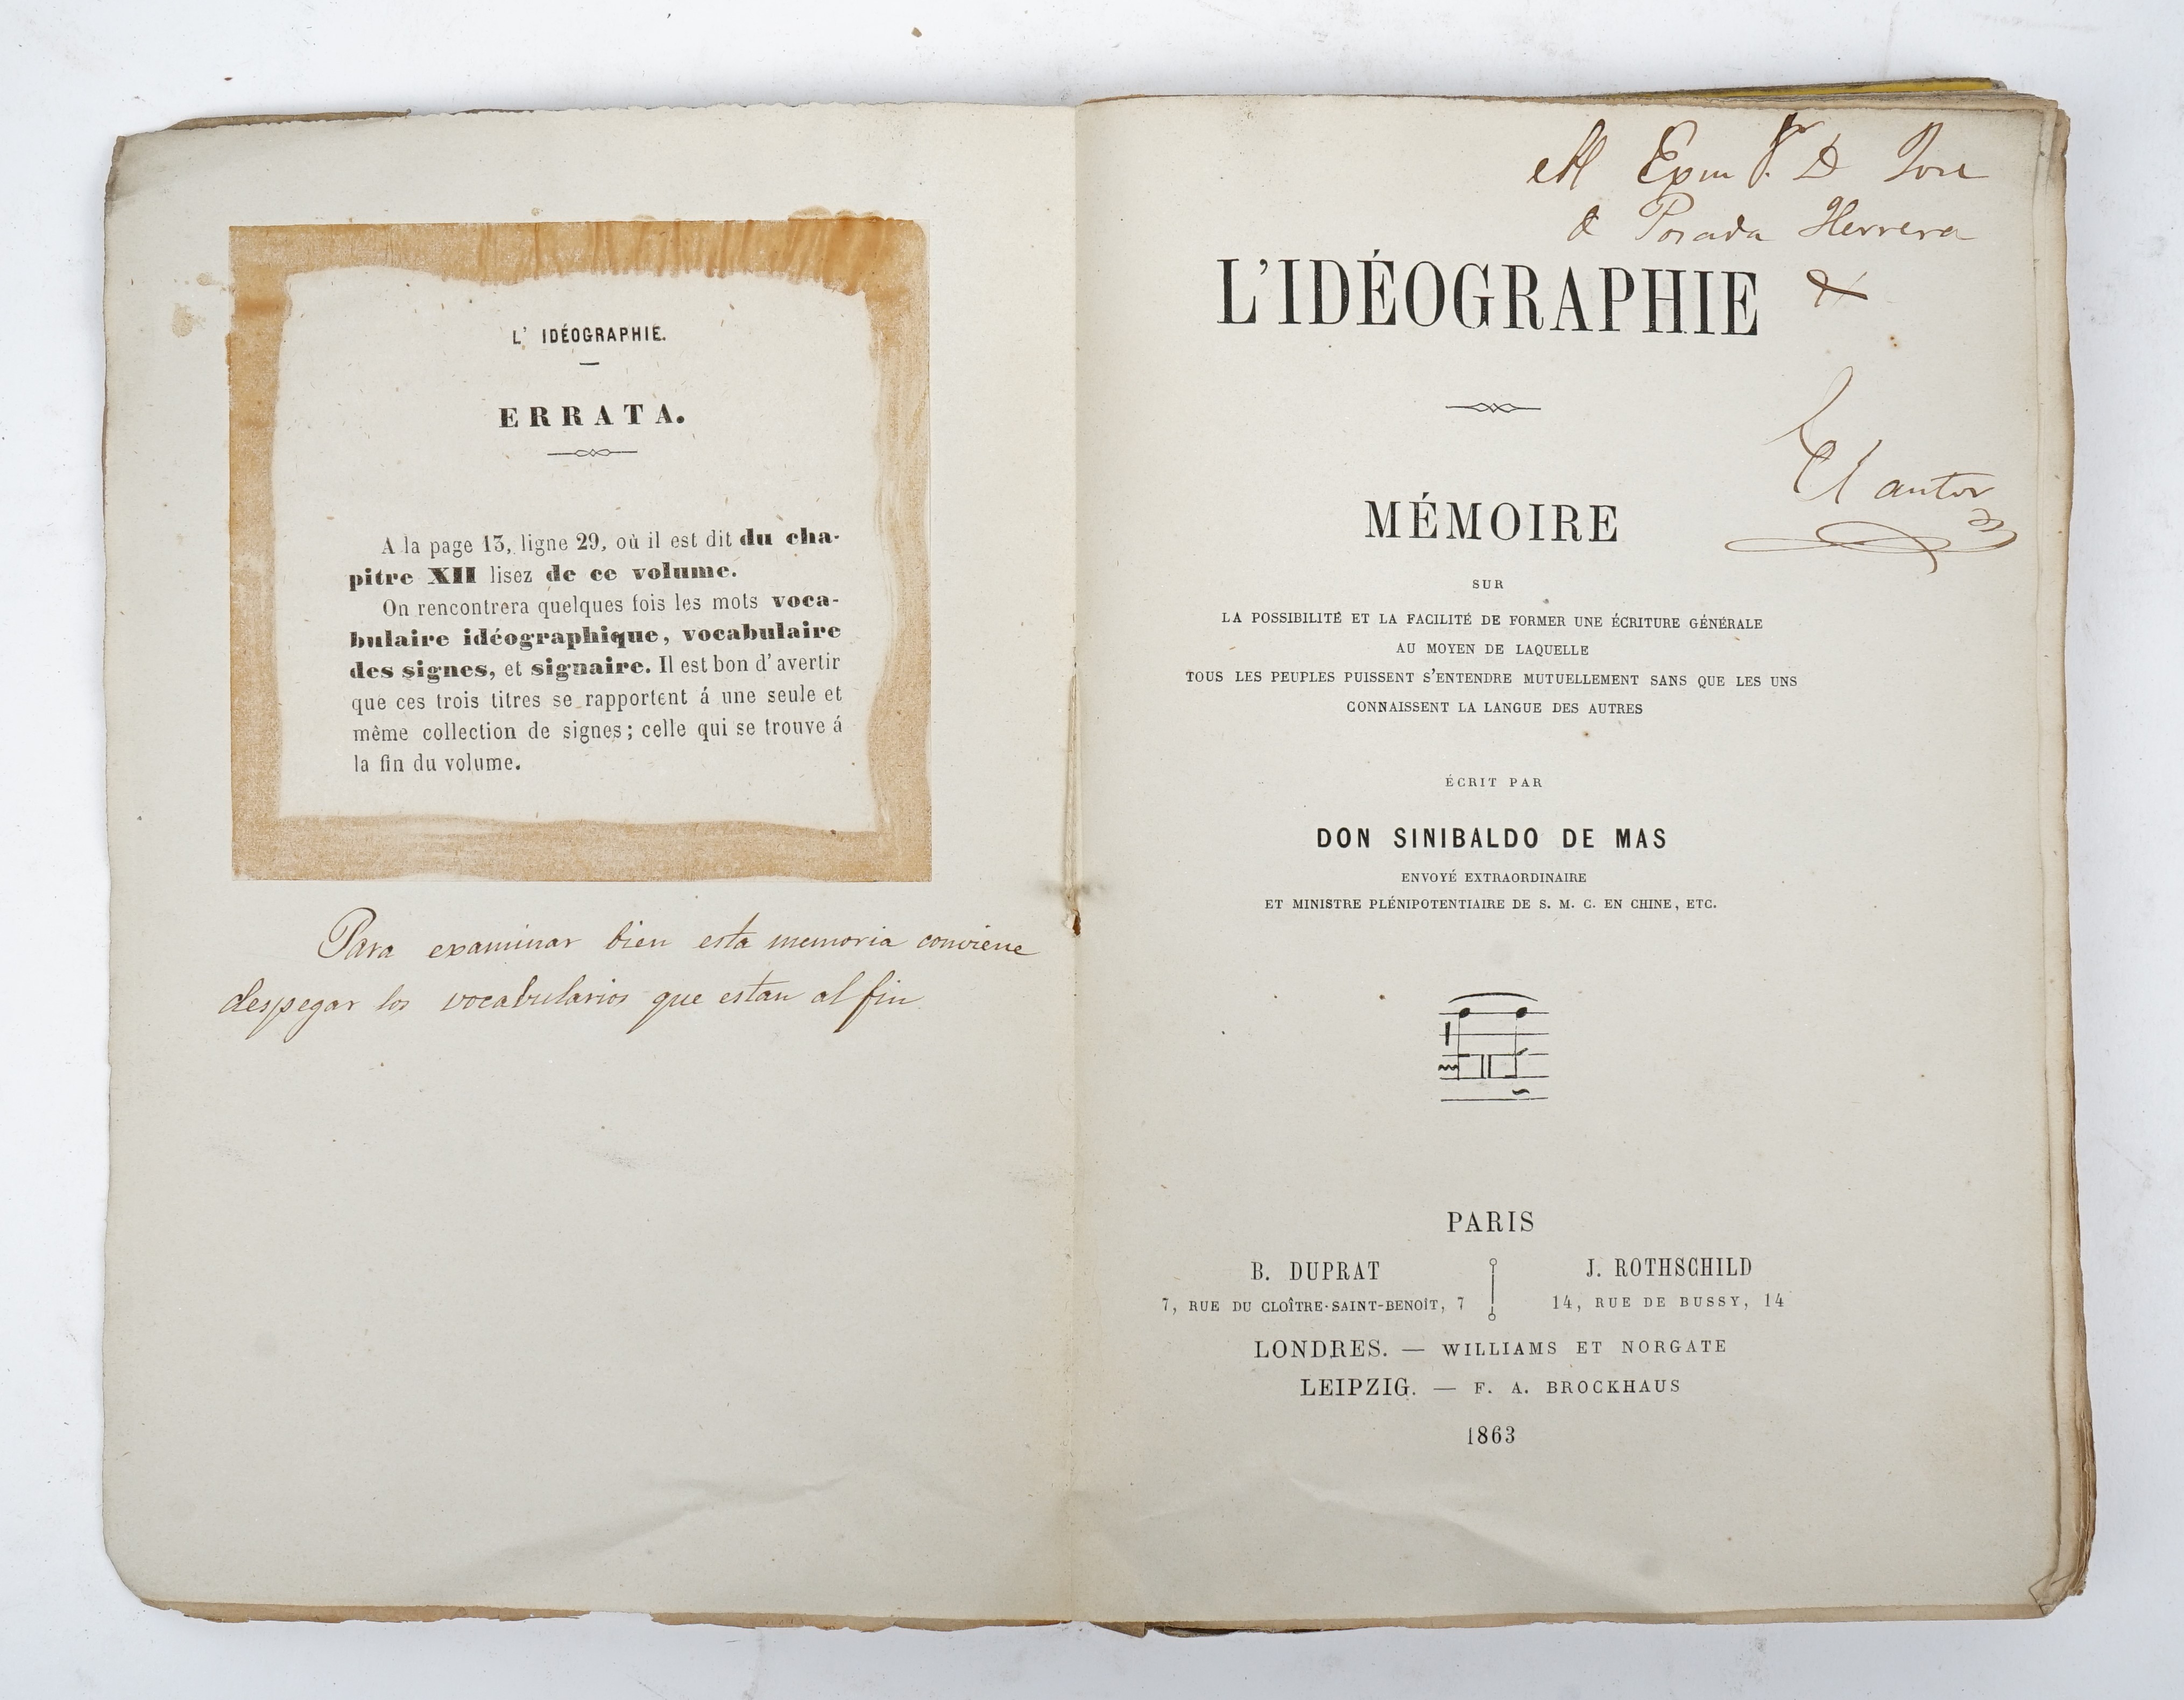 L' IDÉOGRAPHIE.
ERRATA.
A la page 13, ligne 29, où il est dit du cha-
pitre XII lisez de ce volume.
On rencontrera quelques fois les mots voca-
bulaire idéographique, vocabulaire
des signes, et signaire. Il est bon d'avertir
que ces trois titres se rapportent á une seule et
même collection de signes; celle qui se trouve á
la fin du volume.
Para examinar bien esta memoria conviene
despegar los vocabularios que estan al fin
Al Exmo Sr. D Jose
de Posada Herrera
L'IDÉOGRAPHIE
El autor
MÉMOIRE
SUR
LA POSSIBILITÉ ET LA FACILITÉ DE FORMER UNE ÉCRITURE GÉNÉRALE
AU MOYEN DE LAQUELLE
TOUS LES PEUPLES PUISSENT S'ENTENDRE MUTUELLEMENT SANS QUE LES UNS
CONNAISSENT LA LANGUE DES AUTRES
ÉCRIT PAR
DON SINIBALDO DE MAS
ENVOYÉ EXTRAORDINAIRE
ET MINISTRE PLÉNIPOTENTIAIRE DE S. M. C. EN CHINE, ETC.
PARIS
B. DUPRAT
7, RUE DU CLOÎTRE-SAINT-BENOÎT, 7
J. ROTHSCHILD
14, RUE DE BUSSY, 14
LONDRES. — WILLIAMS ET NORGATE
LEIPZIG. — F. A. BROCKHAUS
1863